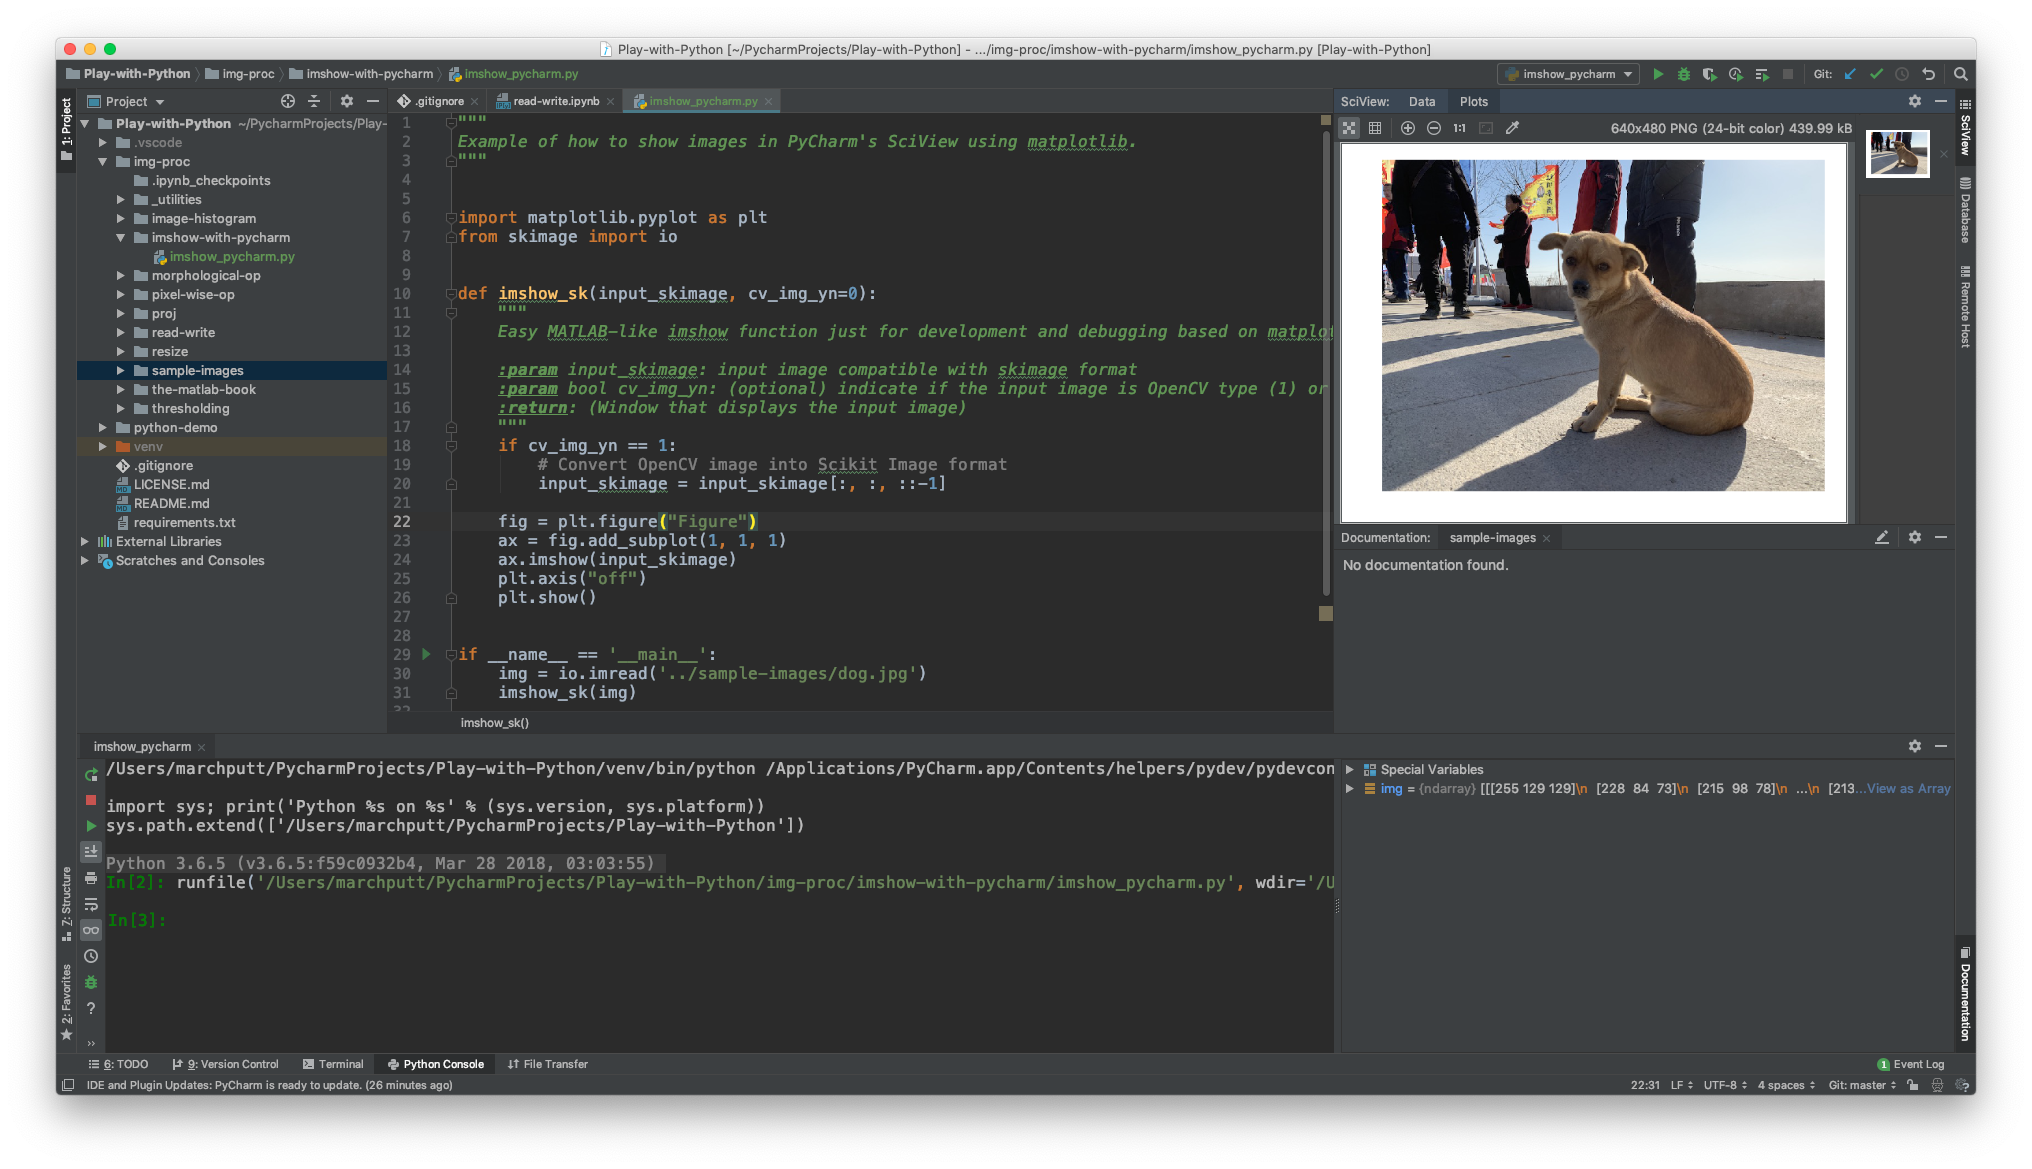 Play-with-Python [~/PycharmProjects/Play-with-Python] - .../img-proc/imshow-with-pycharm/imshow_pycharm.py [Play-with-Python]
Play-with-Python img-proc imshow-with-pycharm imshow_pycharm.py
imshow_pycharm Git:
1: Project
Project
Play-with-Python ~/PycharmProjects/Play-
.vscode
img-proc
.ipynb_checkpoints
_utilities
image-histogram
imshow-with-pycharm
imshow_pycharm.py
morphological-op
pixel-wise-op
proj
read-write
resize
sample-images
the-matlab-book
thresholding
python-demo
venv
.gitignore
LICENSE.md
README.md
requirements.txt
External Libraries
Scratches and Consoles
.gitignore read-write.ipynb imshow_pycharm.py
1 """
2 Example of how to show images in PyCharm's SciView using matplotlib.
3 """
4
5
6 import matplotlib.pyplot as plt
7 from skimage import io
8
9
10 def imshow_sk(input_skimage, cv_img_yn=0):
11 """
12 Easy MATLAB-like imshow function just for development and debugging based on matplot
13
14 :param input_skimage: input image compatible with skimage format
15 :param bool cv_img_yn: (optional) indicate if the input image is OpenCV type (1) or
16 :return: (Window that displays the input image)
17 """
18 if cv_img_yn == 1:
19 # Convert OpenCV image into Scikit Image format
20 input_skimage = input_skimage[:, :, ::-1]
21
22 fig = plt.figure("Figure")
23 ax = fig.add_subplot(1, 1, 1)
24 ax.imshow(input_skimage)
25 plt.axis("off")
26 plt.show()
27
28
29 if __name__ == '__main__':
30 img = io.imread('../sample-images/dog.jpg')
31 imshow_sk(img)
32
imshow_sk()
SciView: Data Plots
1:1 640x480 PNG (24-bit color) 439.99 kB
Documentation: sample-images
No documentation found.
SciView
Database
Remote Host
Documentation
imshow_pycharm
/Users/marchputt/PycharmProjects/Play-with-Python/venv/bin/python /Applications/PyCharm.app/Contents/helpers/pydev/pydevcon
import sys; print('Python %s on %s' % (sys.version, sys.platform))
sys.path.extend(['/Users/marchputt/PycharmProjects/Play-with-Python'])
Python 3.6.5 (v3.6.5:f59c0932b4, Mar 28 2018, 03:03:55)
In[2]: runfile('/Users/marchputt/PycharmProjects/Play-with-Python/img-proc/imshow-with-pycharm/imshow_pycharm.py', wdir='/U
In[3]:
Special Variables
img = {ndarray} [[[255 129 129]\n [228 84 73]\n [215 98 78]\n ...\n [213...View as Array
Z: Structure
2: Favorites
6: TODO 9: Version Control Terminal Python Console File Transfer
1 Event Log
IDE and Plugin Updates: PyCharm is ready to update. (26 minutes ago)
22:31 LF UTF-8 4 spaces Git: master